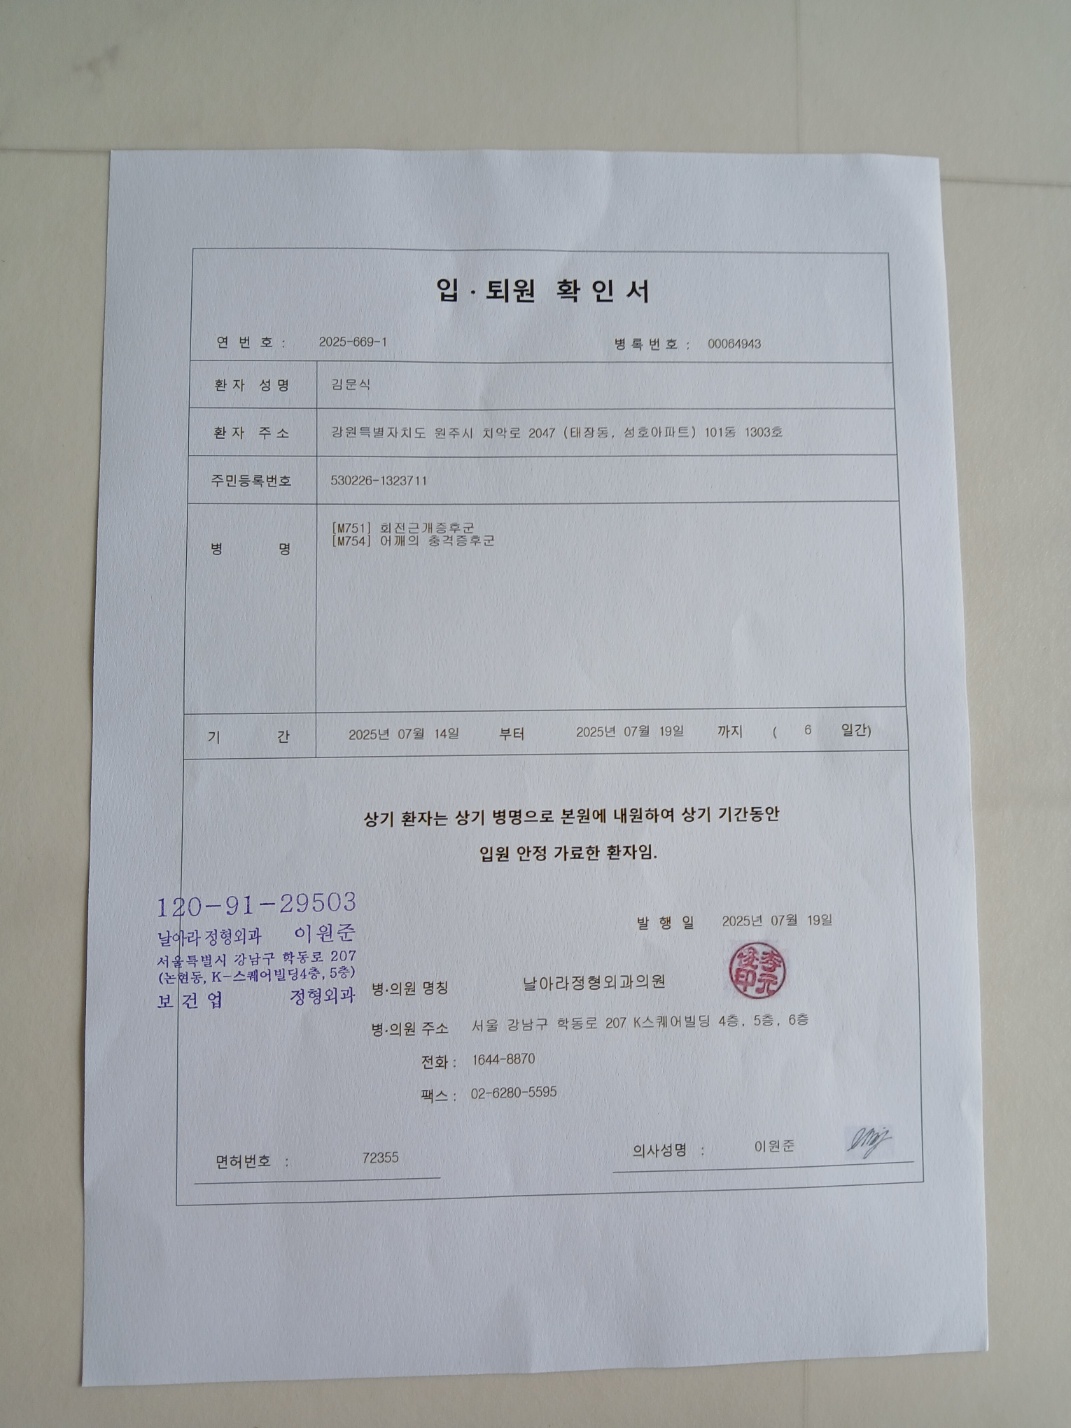 입 · 퇴원 확 인 서
연 번 호 : 2025-669-1 병 록 번 호 : 00064943
환 자 성 명 김문식
환 자 주 소 강원특별자치도 원주시 치악로 2047 (태장동, 성호아파트) 101동 1303호
주민등록번호 530226-1323711
병 명 [M751] 회전근개증후군
[M754] 어깨의 충격증후군
기 간 2025년 07월 14일 부터 2025년 07월 19일 까지 ( 6 일간)
상기 환자는 상기 병명으로 본원에 내원하여 상기 기간동안
입원 안정 가료한 환자임.
120-91-29503
날아라 정형외과 이원준
서울특별시 강남구 학동로 207
(논현동, K-스퀘어빌딩4층, 5층)
보 건 업 정형외과
발 행 일 2025년 07월 19일
병·의원 명칭 날아라정형외과의원
李元俊印
병·의원 주소 서울 강남구 학동로 207 K스퀘어빌딩 4층, 5층, 6층
전화 : 1644-8870
팩스 : 02-6280-5595
면허번호 : 72355 의사성명 : 이원준